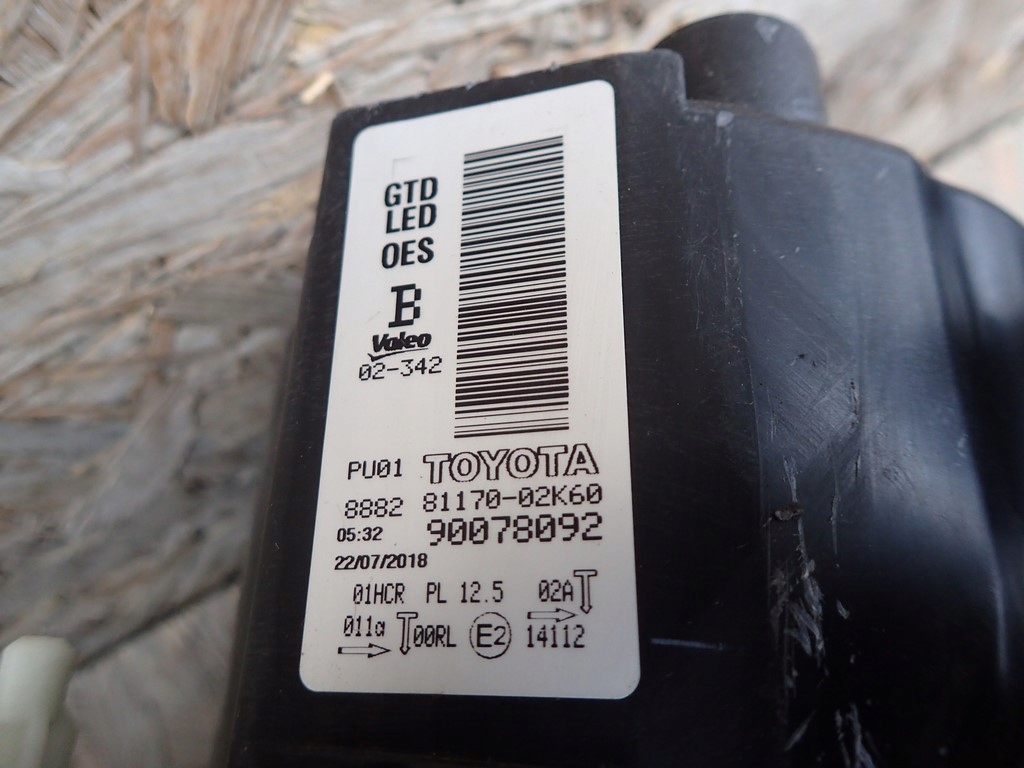 GTD
LED
OES
B
Valeo
02-342
PU01 TOYOTA
8882 81170-02K60
05:32 90078092
22/07/2018
01HCR PL 12.5 02A
011a 00RL E2 14112